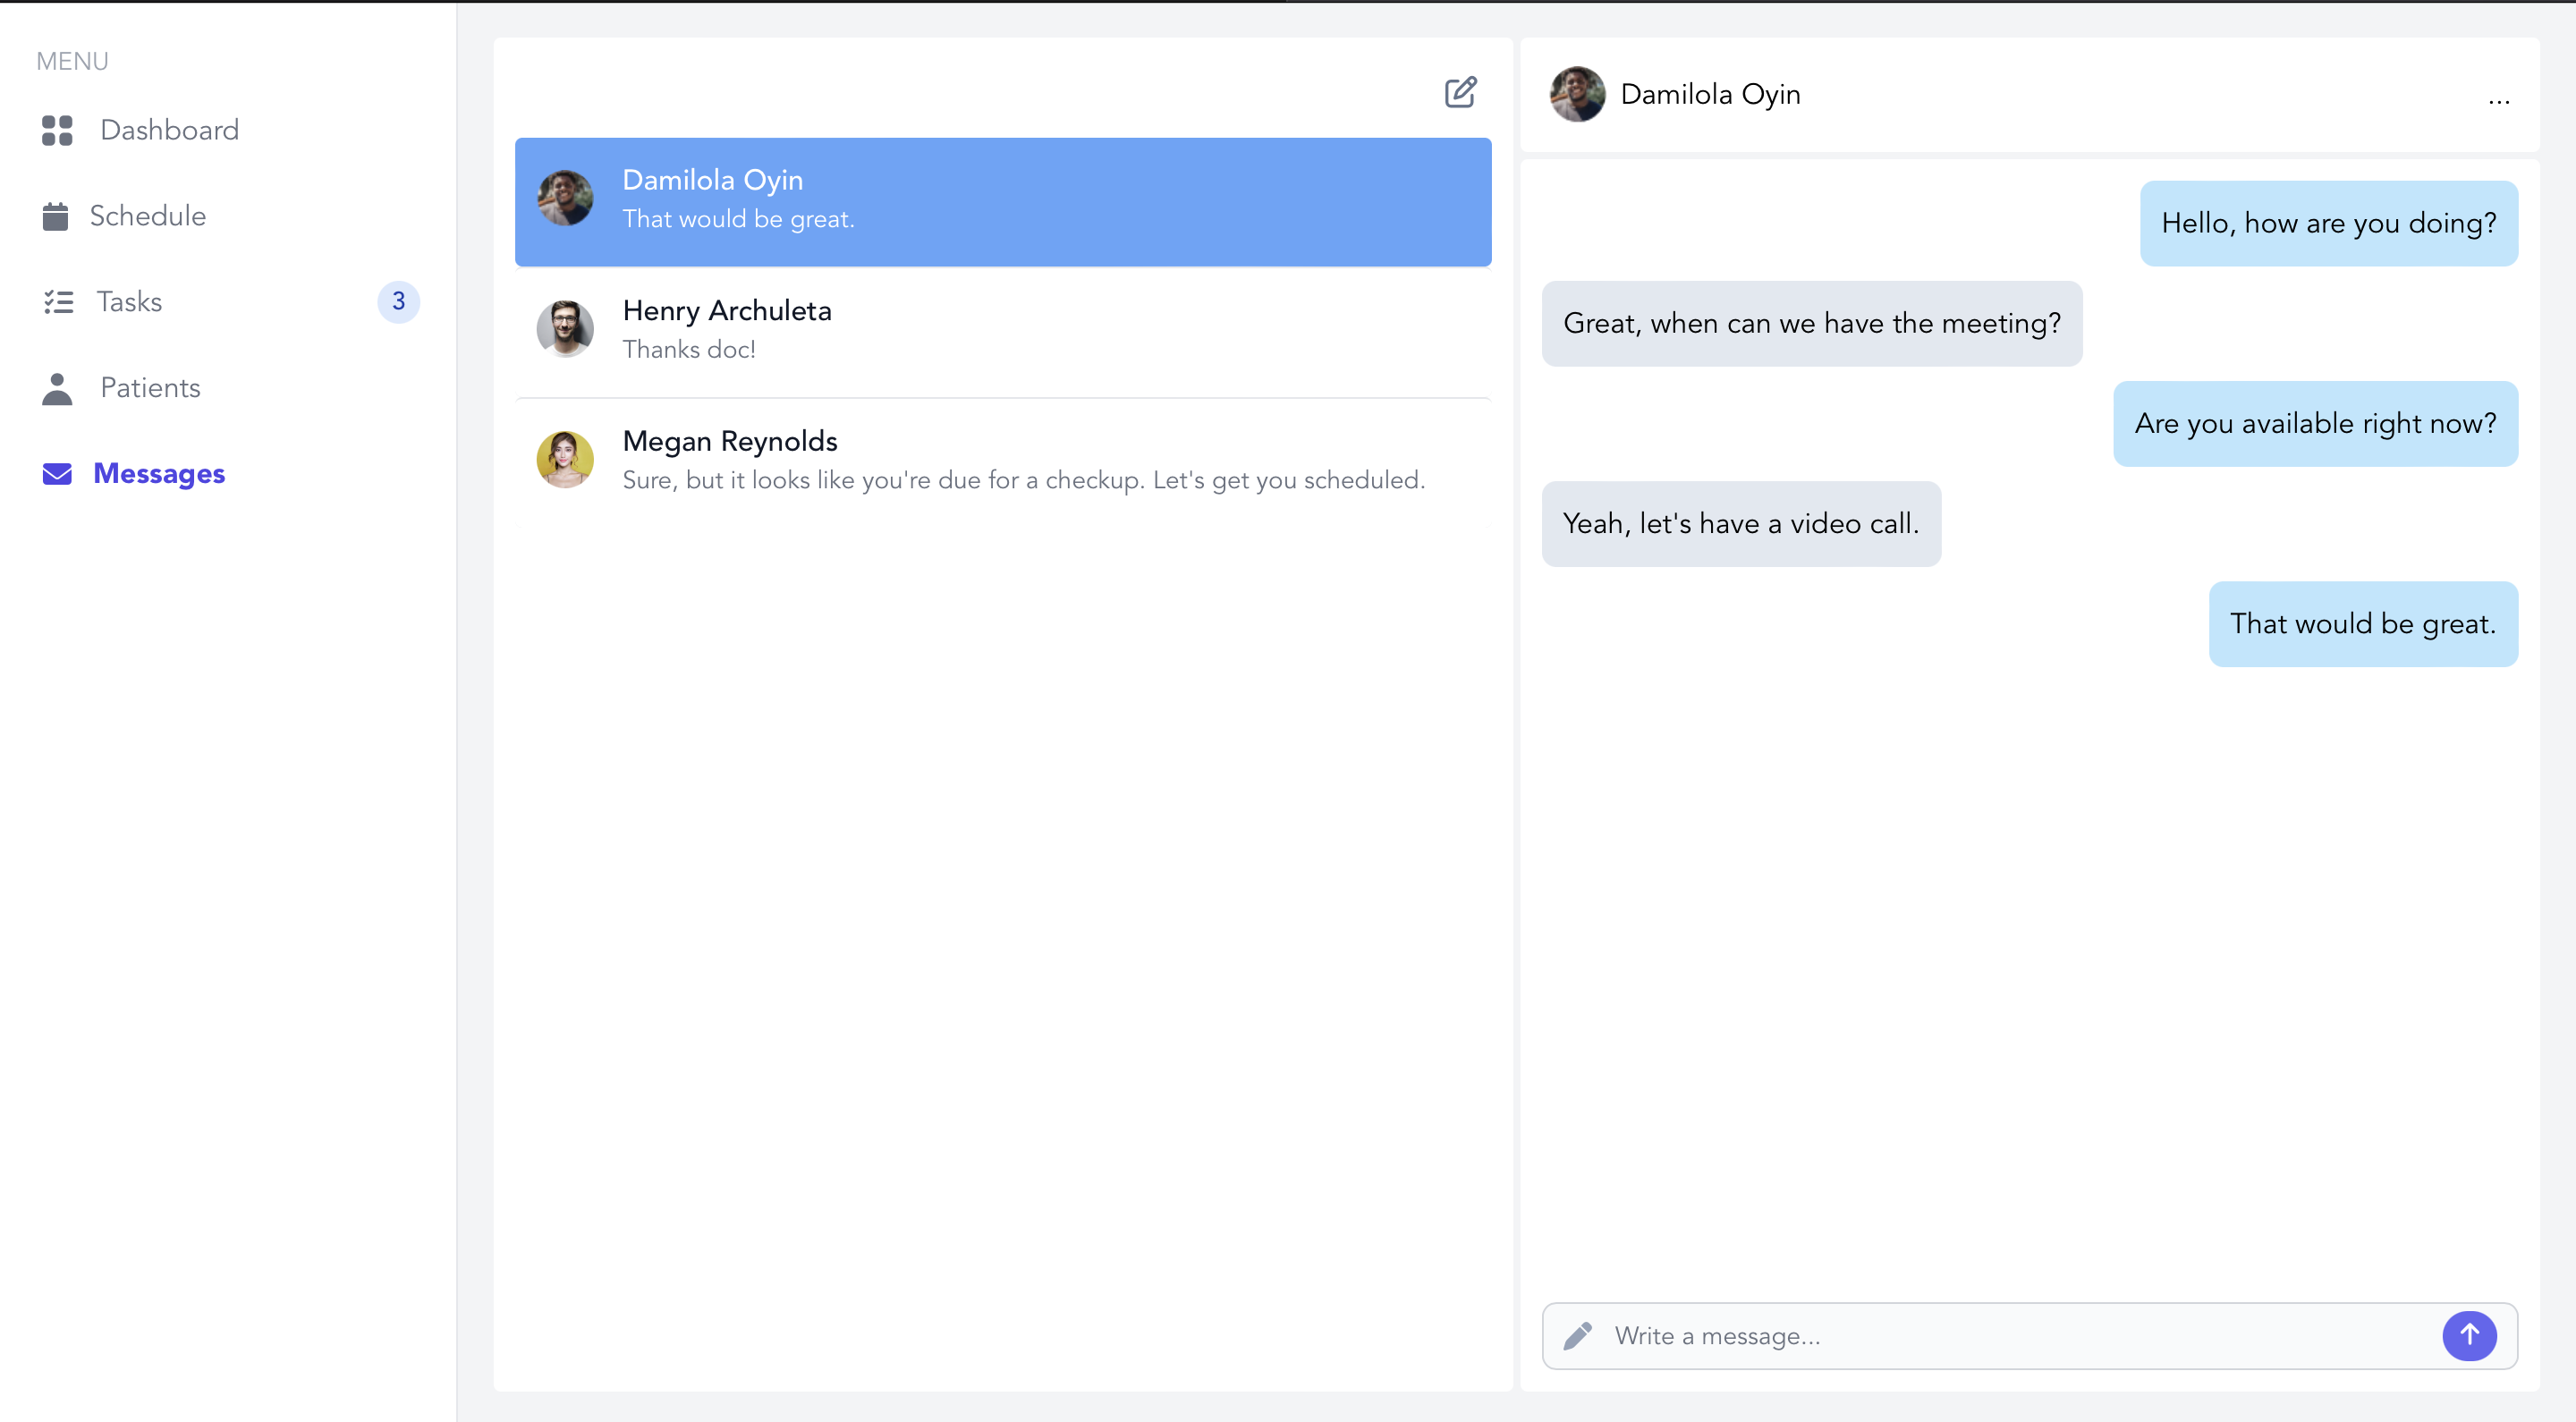 MENU
Dashboard
Schedule
Tasks
3
Patients
Messages
Damilola Oyin
That would be great.
Henry Archuleta
Thanks doc!
Megan Reynolds
Sure, but it looks like you're due for a checkup. Let's get you scheduled.
Damilola Oyin
...
Hello, how are you doing?
Great, when can we have the meeting?
Are you available right now?
Yeah, let's have a video call.
That would be great.
Write a message...